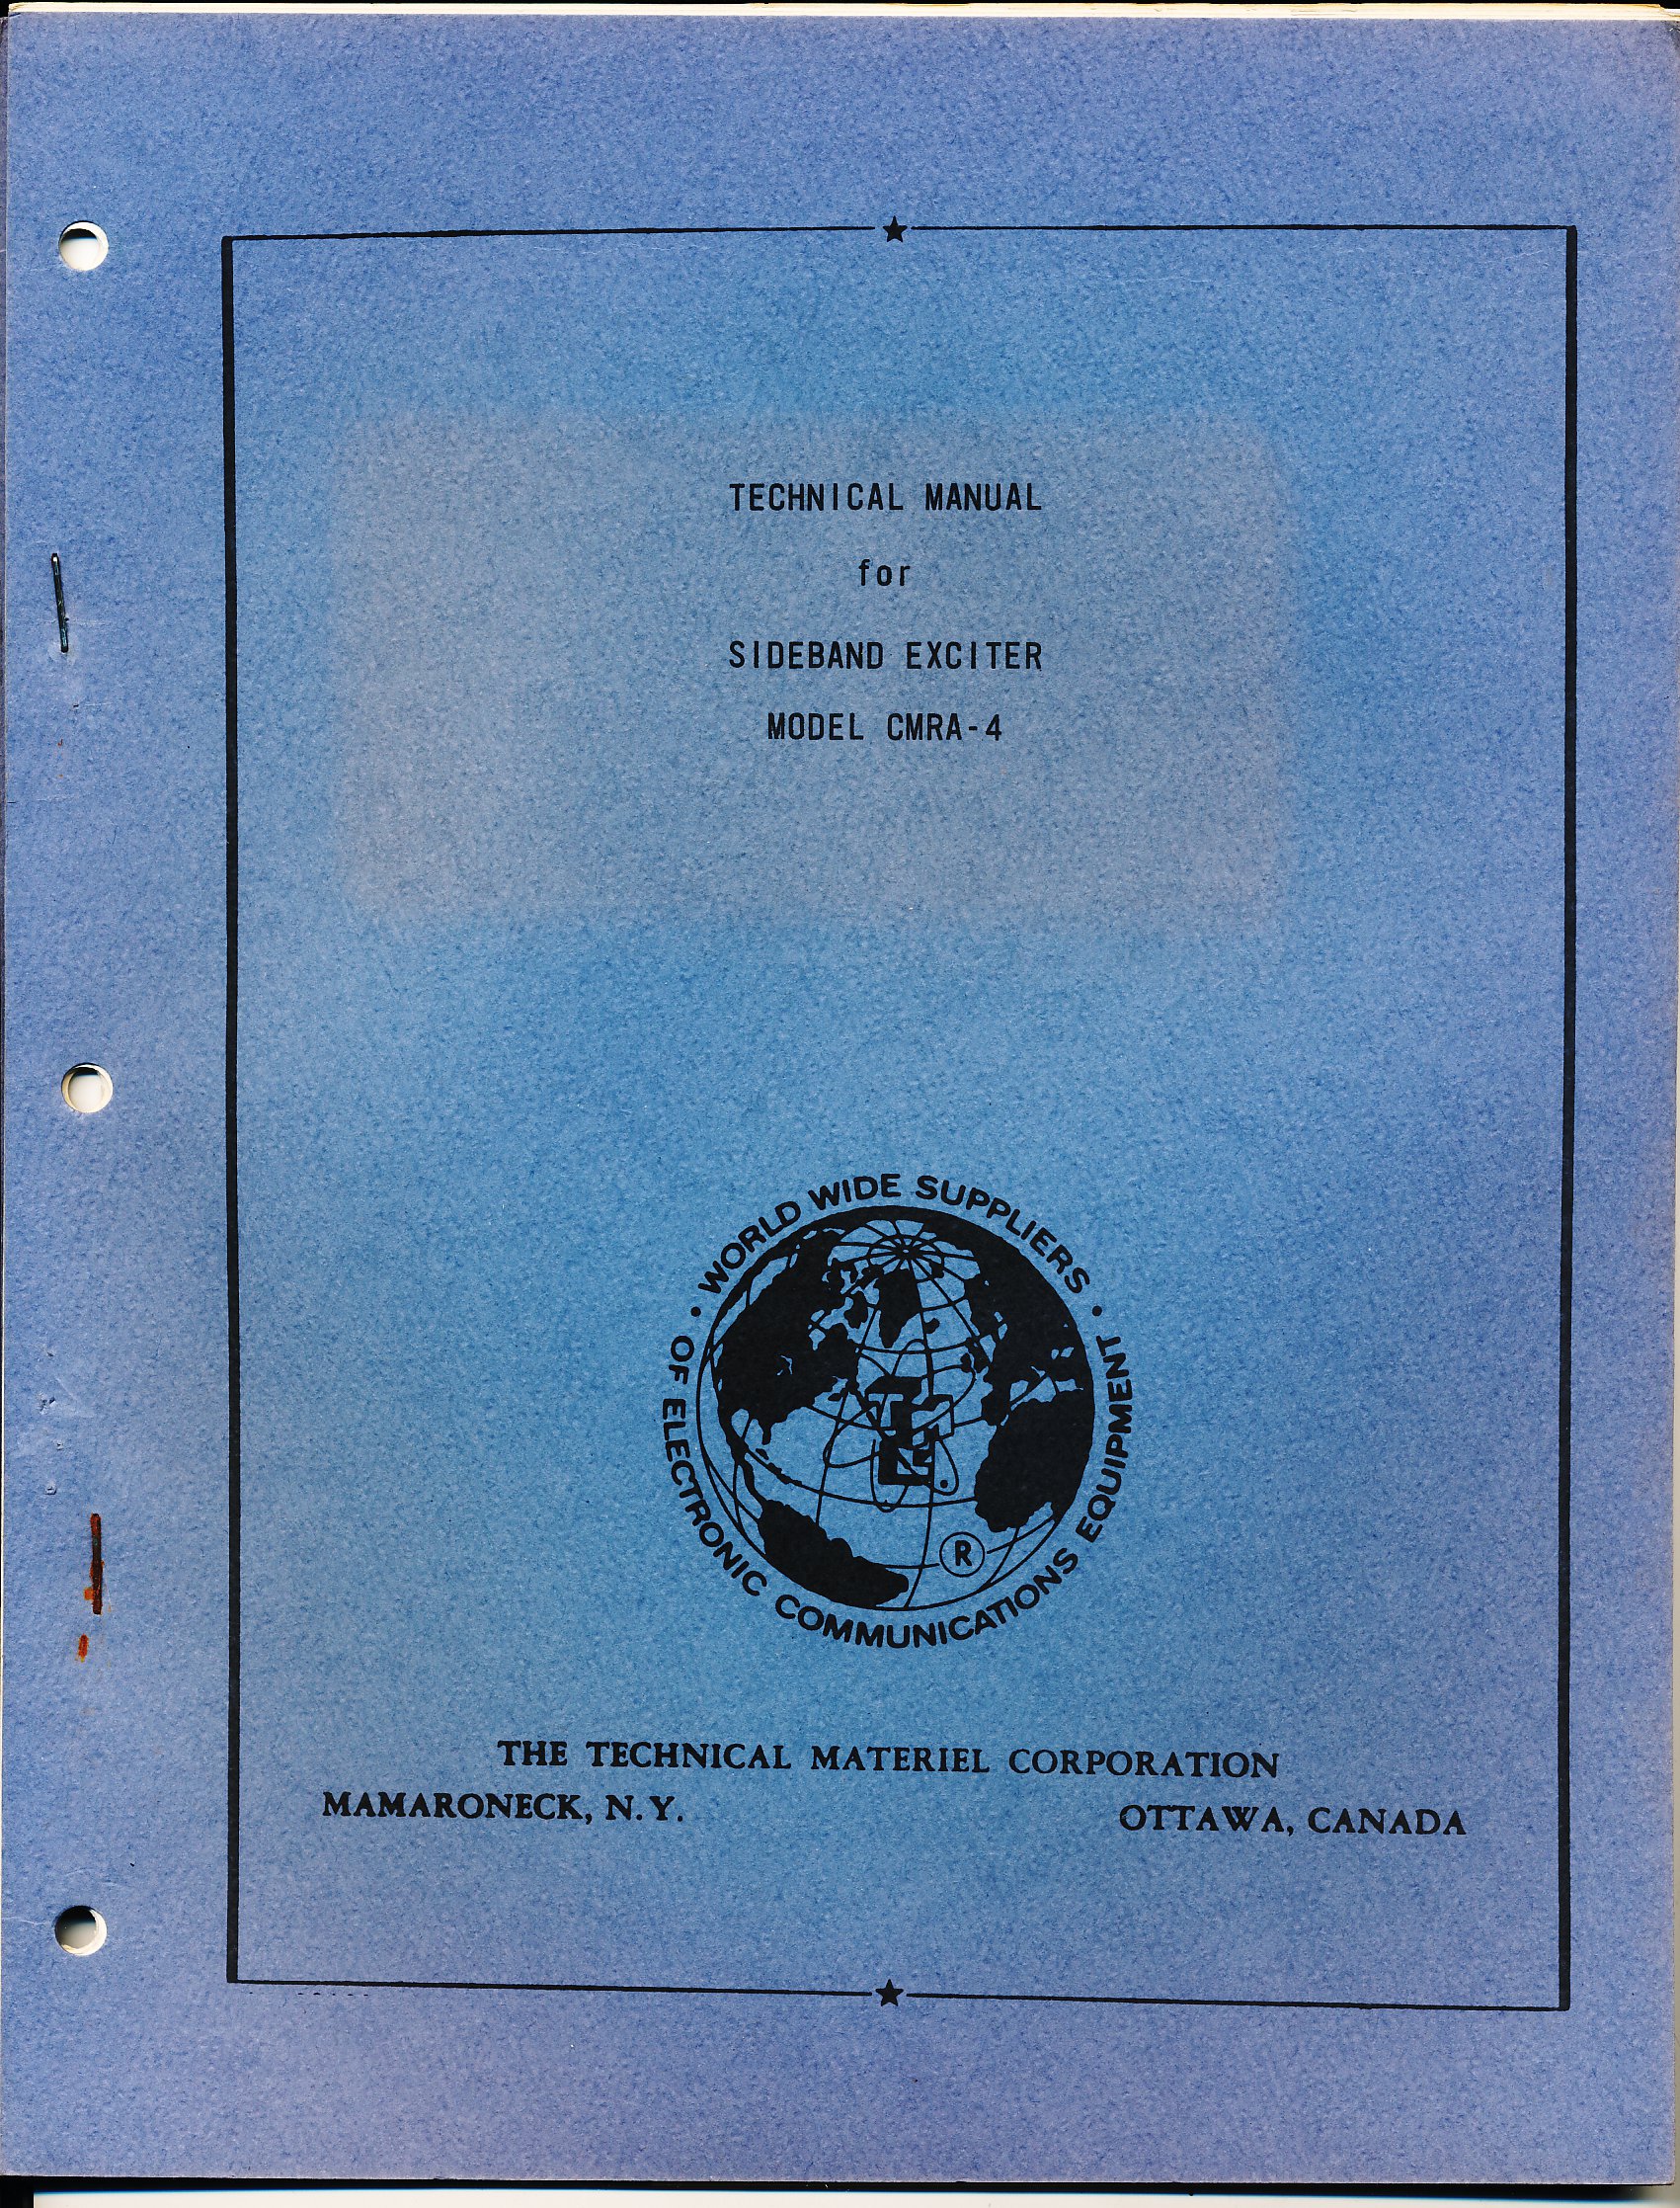 TECHNICAL MANUAL
for
SIDEBAND EXCITER
MODEL CMRA-4
• WORLD WIDE SUPPLIERS •
OF ELECTRONIC COMMUNICATIONS EQUIPMENT
TMC
®
THE TECHNICAL MATERIEL CORPORATION
MAMARONECK, N.Y.
OTTAWA, CANADA